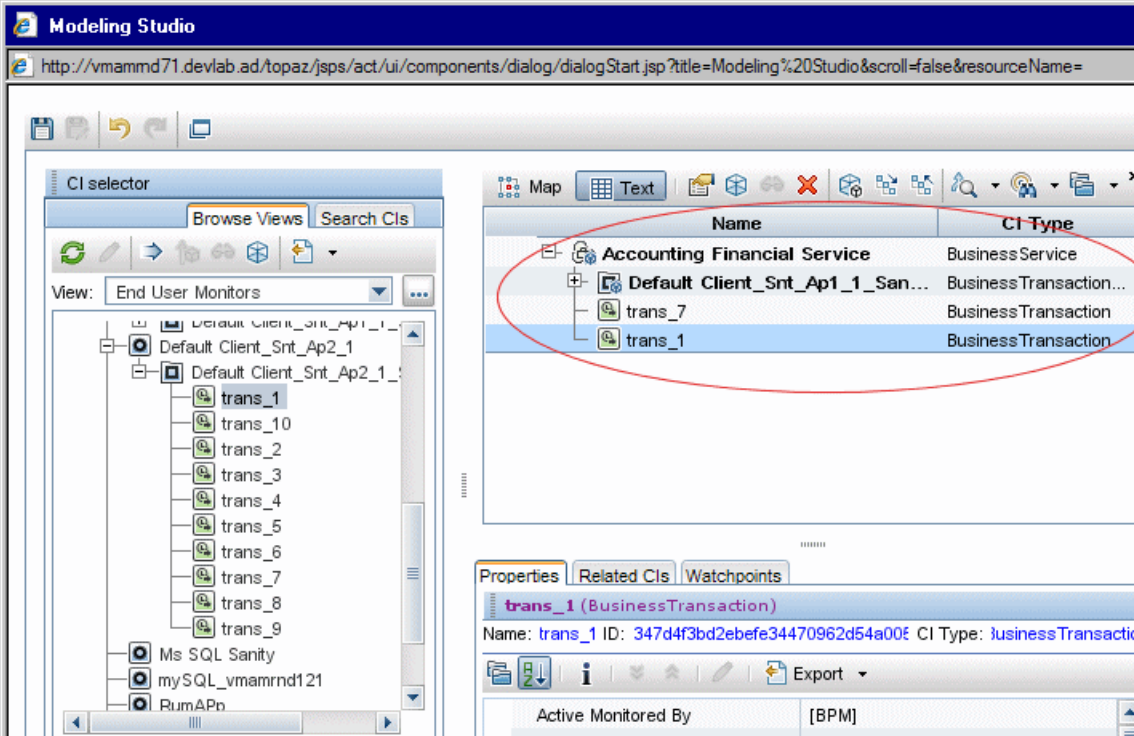 Modeling Studio
http://vmamrnd71.devlab.ad/topaz/jsps/act/ui/components/dialog/dialogStart.jsp?title=Modeling%20Studio&scroll=false&resourceName=
CI selector
Browse Views Search CIs
View: End User Monitors ...
Default Client_Snt_Ap1_1_
Default Client_Snt_Ap2_1
Default Client_Snt_Ap2_1_
trans_1
trans_10
trans_2
trans_3
trans_4
trans_5
trans_6
trans_7
trans_8
trans_9
Ms SQL Sanity
mySQL_vmamrnd121
RumAPp
Map Text
Name CI Type
Accounting Financial Service BusinessService
Default Client_Snt_Ap1_1_San... BusinessTransaction...
trans_7 BusinessTransaction
trans_1 BusinessTransaction
Properties Related CIs Watchpoints
trans_1 (BusinessTransaction)
Name: trans_1 ID: 347d4f3bd2ebefe34470962d54a00 CI Type: usinessTransactio
Export
Active Monitored By [BPM]